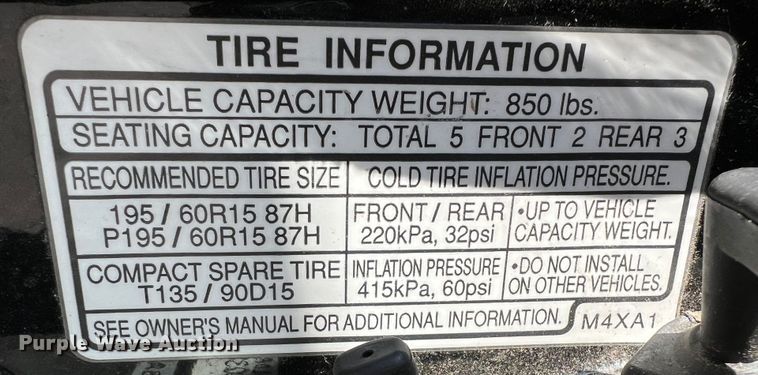 TIRE INFORMATION
VEHICLE CAPACITY WEIGHT: 850 lbs.
SEATING CAPACITY: TOTAL 5 FRONT 2 REAR 3
RECOMMENDED TIRE SIZE
COLD TIRE INFLATION PRESSURE.
195 / 60R15 87H
P195 / 60R15 87H
FRONT / REAR
220kPa, 32psi
•UP TO VEHICLE
CAPACITY WEIGHT.
COMPACT SPARE TIRE
T135 / 90D15
INFLATION PRESSURE
415kPa, 60psi
•DO NOT INSTALL
ON OTHER VEHICLES.
SEE OWNER'S MANUAL FOR ADDITIONAL INFORMATION.
M4XA1
Purple Wave Auction